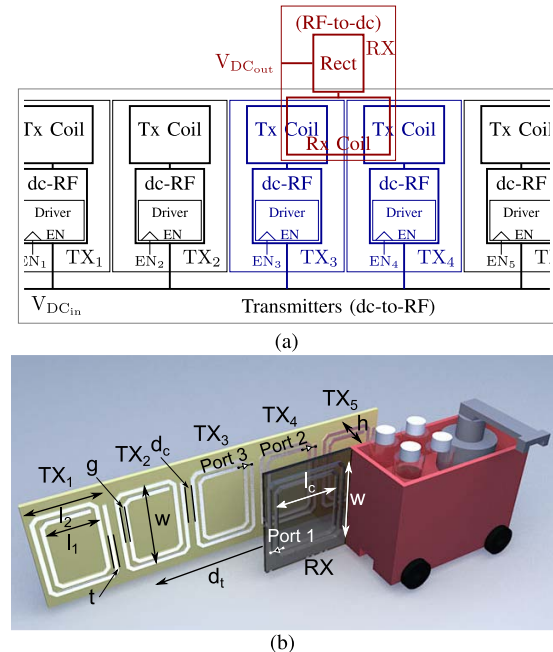 (RF-to-dc)
RX
Rect
V_DCout
Tx Coil Tx Coil Tx Coil Tx Coil Tx Coil
Rx Coil
dc-RF dc-RF dc-RF dc-RF dc-RF
Driver Driver Driver Driver Driver
EN EN EN EN EN
EN₁ TX₁ EN₂ TX₂ EN₃ TX₃ EN₄ TX₄ EN₅
V_DCin
Transmitters (dc-to-RF)
(a)
TX₁ g TX₂ d_c TX₃ TX₄ TX₅ h
Port 3 Port 2
l₂ l₁ w l_c w
Port 1
t d_t RX
(b)